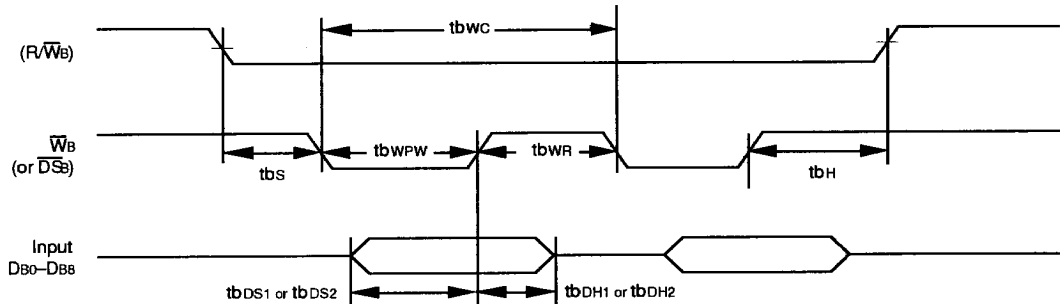 tbWC
(R/W̅B)
W̅B
(or D̅S̅B)
tbS
tbWPW
tbWR
tbH
Input
DB0–DB8
tbDS1 or tbDS2
tbDH1 or tbDH2